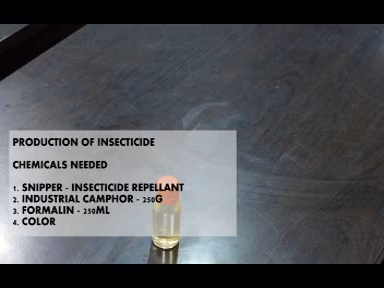 PRODUCTION OF INSECTICIDE
CHEMICALS NEEDED
1. SNIPPER - INSECTICIDE REPELLANT
2. INDUSTRIAL CAMPHOR - 250G
3. FORMALIN - 250ML
4. COLOR